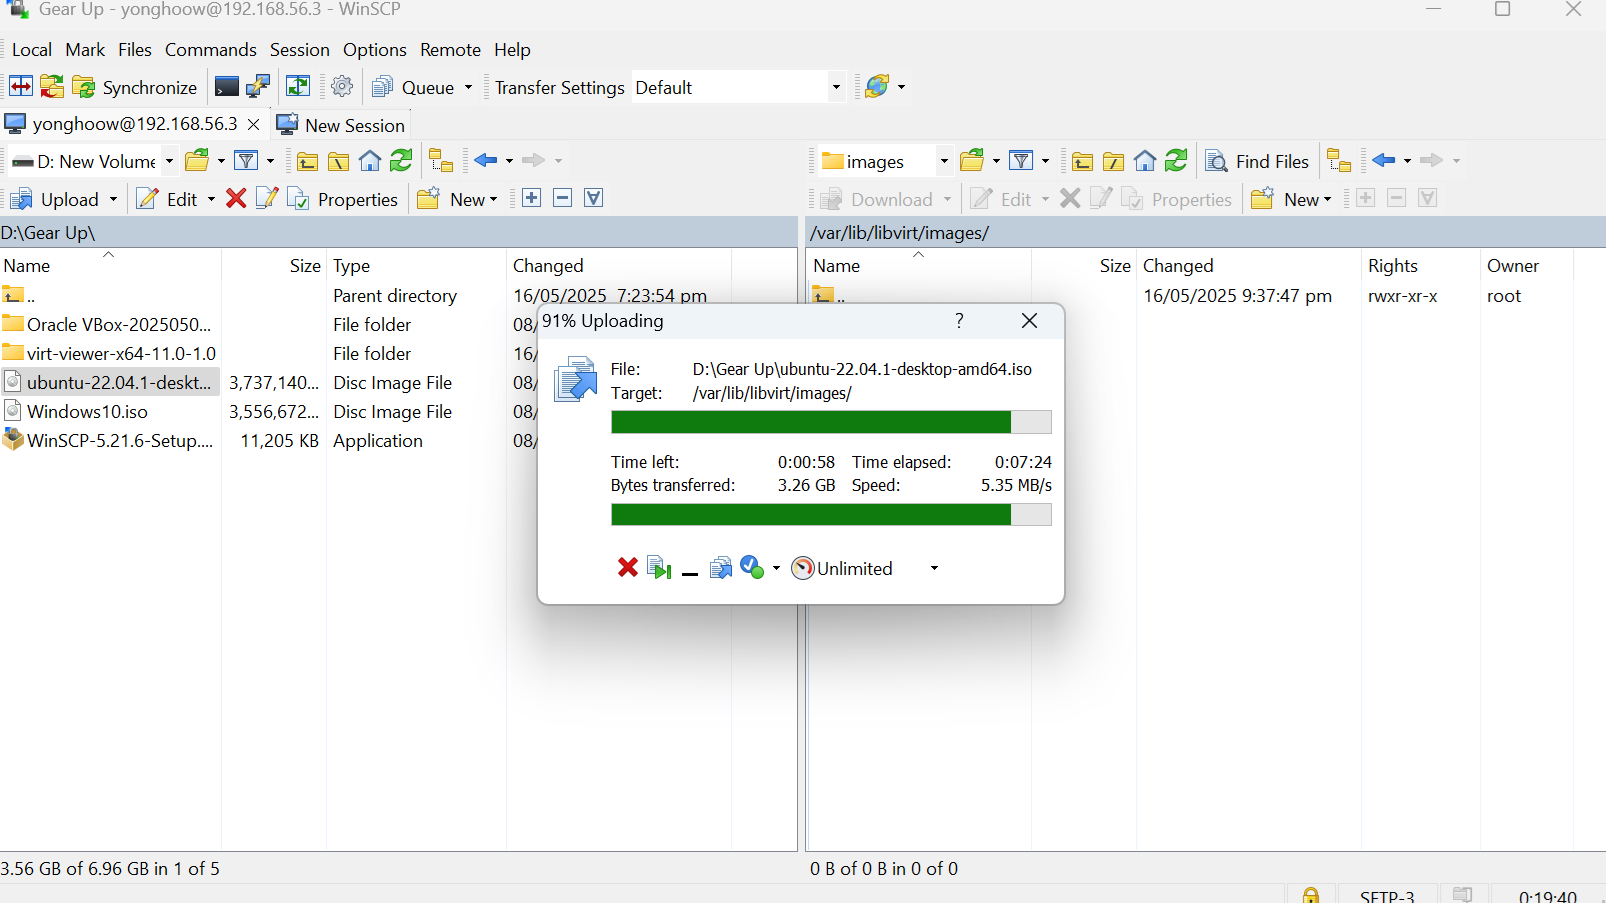 Gear Up - yonghoow@192.168.56.3 - WinSCP
Local Mark Files Commands Session Options Remote Help
Synchronize Queue Transfer Settings Default
yonghoow@192.168.56.3 New Session
D: New Volume images Find Files
Upload Edit Properties New Download Edit Properties New
D:\Gear Up\ /var/lib/libvirt/images/
Name Size Type Changed Name Size Changed Rights Owner
.. Parent directory 16/05/2025 7:23:54 pm .. 16/05/2025 9:37:47 pm rwxr-xr-x root
Oracle VBox-2025050... File folder 08/
virt-viewer-x64-11.0-1.0 File folder 16/
ubuntu-22.04.1-deskt... 3,737,140... Disc Image File 08/
Windows10.iso 3,556,672... Disc Image File 08/
WinSCP-5.21.6-Setup.... 11,205 KB Application 08/
91% Uploading ?
File: D:\Gear Up\ubuntu-22.04.1-desktop-amd64.iso
Target: /var/lib/libvirt/images/
Time left: 0:00:58 Time elapsed: 0:07:24
Bytes transferred: 3.26 GB Speed: 5.35 MB/s
Unlimited
3.56 GB of 6.96 GB in 1 of 5 0 B of 0 B in 0 of 0
SFTP-3 0:19:40